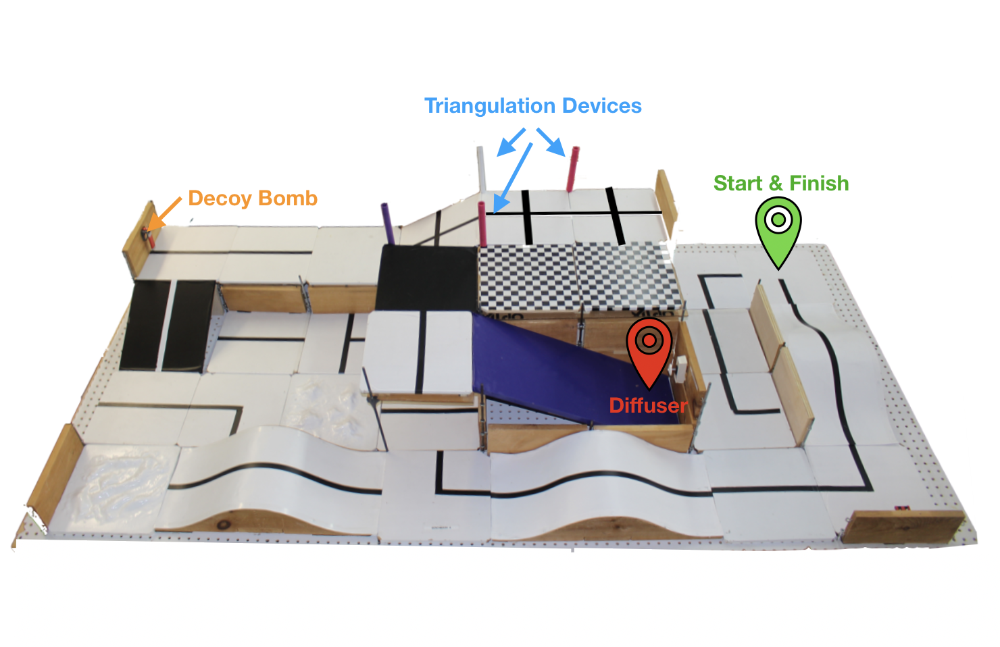 Triangulation Devices
Start & Finish
Decoy Bomb
Diffuser